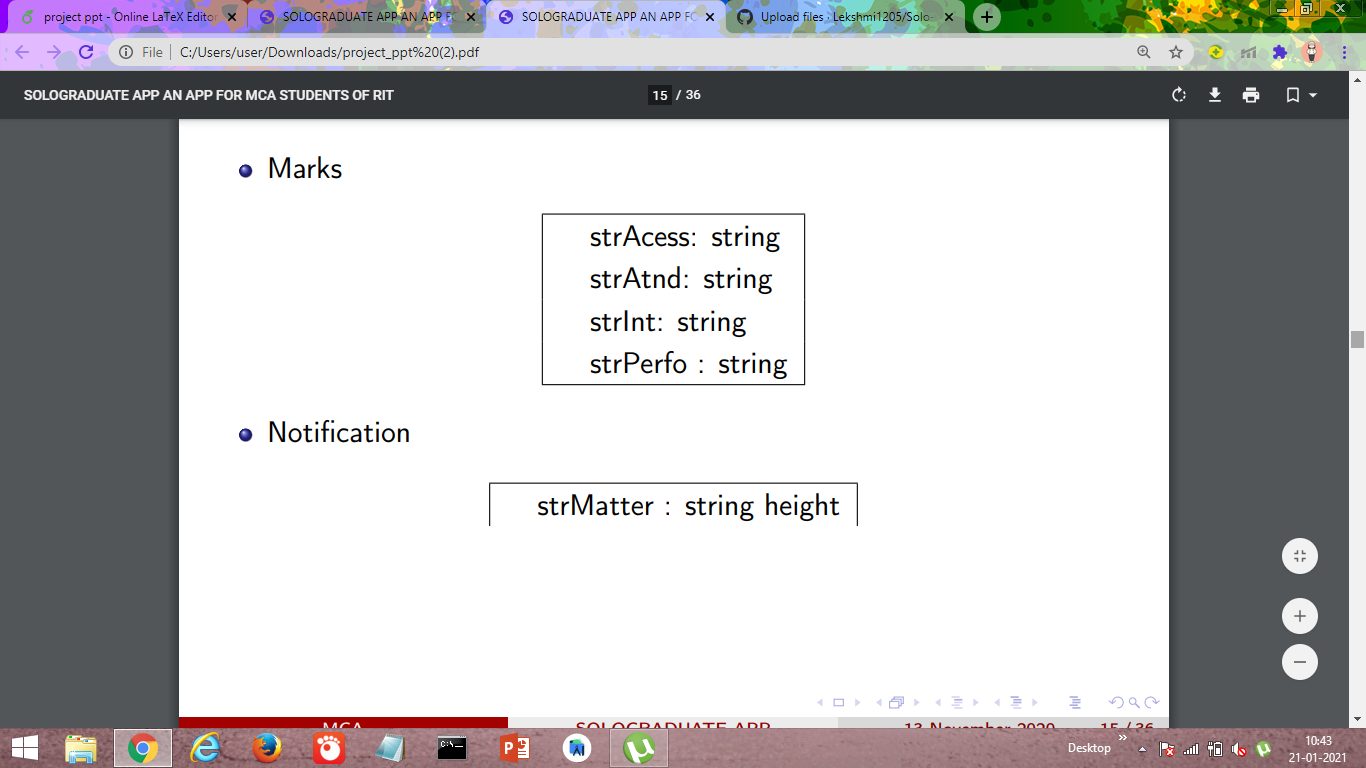 project ppt - Online LaTeX Editor
SOLOGRADUATE APP AN APP FO
SOLOGRADUATE APP AN APP FO
Upload files · Lekshmi1205/Solo
File | C:/Users/user/Downloads/project_ppt%20(2).pdf
SOLOGRADUATE APP AN APP FOR MCA STUDENTS OF RIT
15 / 36
Marks
strAcess: string
strAtnd: string
strInt: string
strPerfo : string
Notification
strMatter : string height
MCA SOLOGRADUATE APP 13 November 2020 15 / 36
Desktop
10:43
21-01-2021